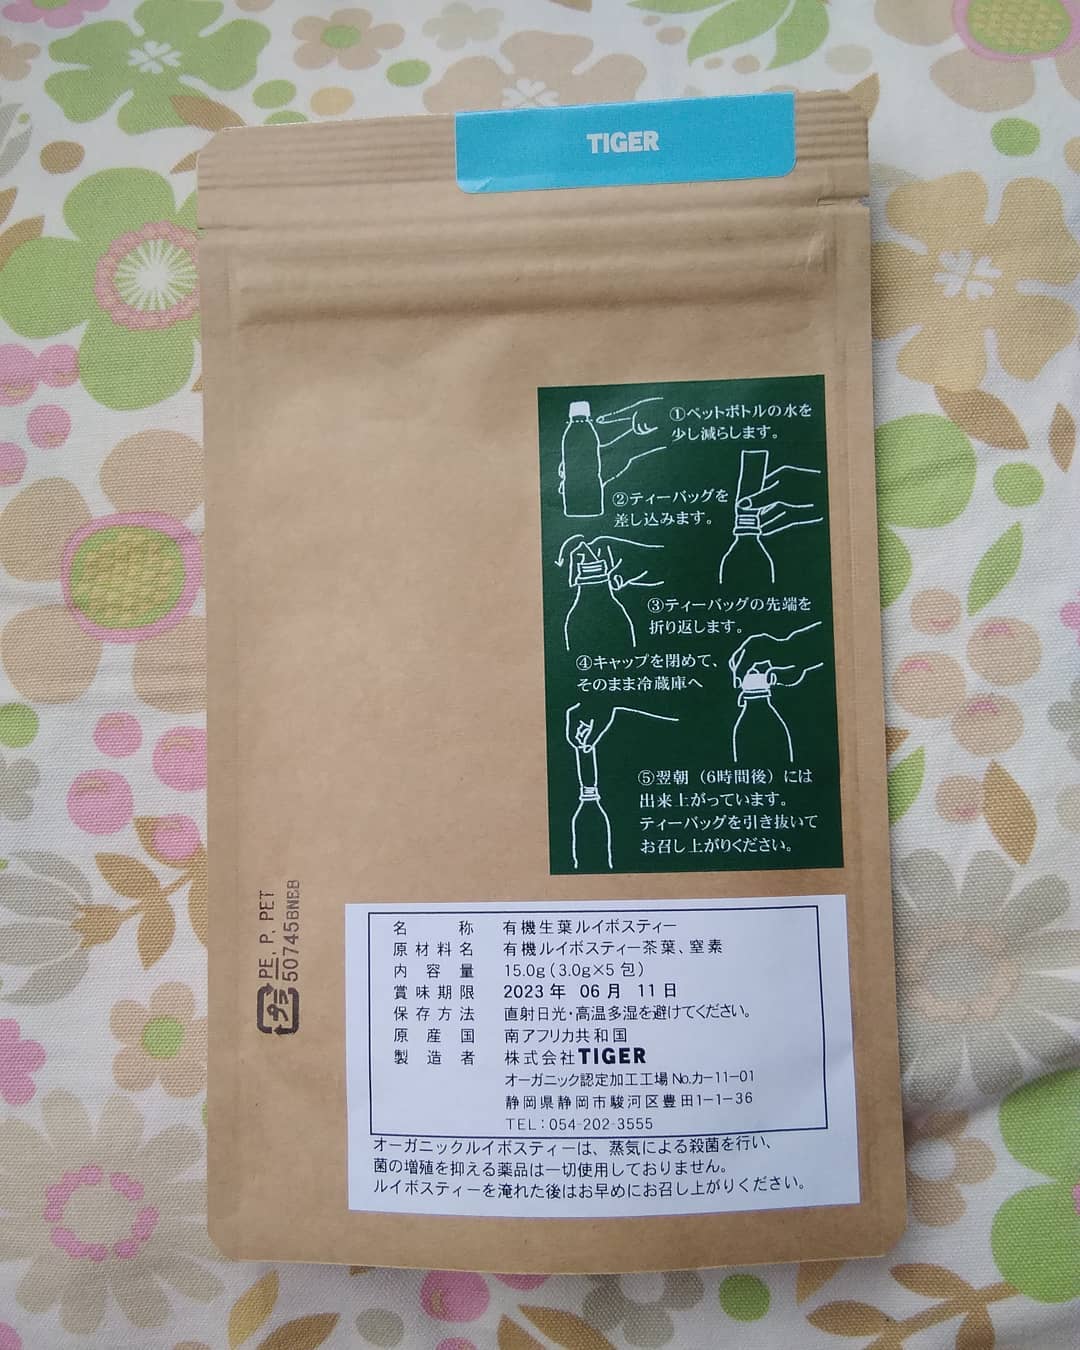 TIGER
①ペットボトルの水を
少し減らします。
②ティーバッグを
差し込みます。
③ティーバッグの先端を
折り返します。
④キャップを閉めて、
そのまま冷蔵庫へ
⑤翌朝（6時間後）には
出来上がっています。
ティーバッグを引き抜いて
お召し上がりください。
プラ
PE, P, PET
50745BNEB
名称 有機生葉ルイボスティー
原材料名 有機ルイボスティー茶葉、窒素
内容量 15.0g（3.0g×5包）
賞味期限 2023年 06月 11日
保存方法 直射日光・高温多湿を避けてください。
原産国 南アフリカ共和国
製造者 株式会社TIGER
オーガニック認定加工工場No.カー11-01
静岡県静岡市駿河区豊田1-1-36
TEL：054-202-3555
オーガニックルイボスティーは、蒸気による殺菌を行い、
菌の増殖を抑える薬品は一切使用しておりません。
ルイボスティーを淹れた後はお早めにお召し上がりください。